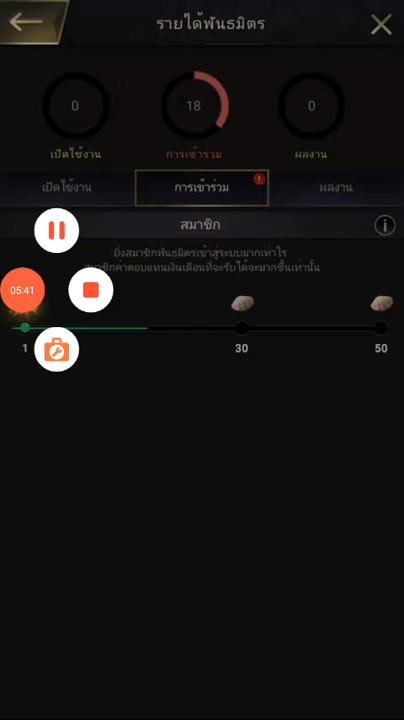 รายได้พันธมิตร
0
18
0
เปิดใช้งาน
การเข้าร่วม
ผลงาน
เปิดใช้งาน
การเข้าร่วม
1
ผลงาน
สมาชิก
i
ยิ่งสมาชิกพันธมิตรเข้าสู่ระบบมากเท่าไร
สมาชิกค่าตอบแทนเงินเดือนที่จะรับได้จะมากขึ้นเท่านั้น
05:41
1
30
50